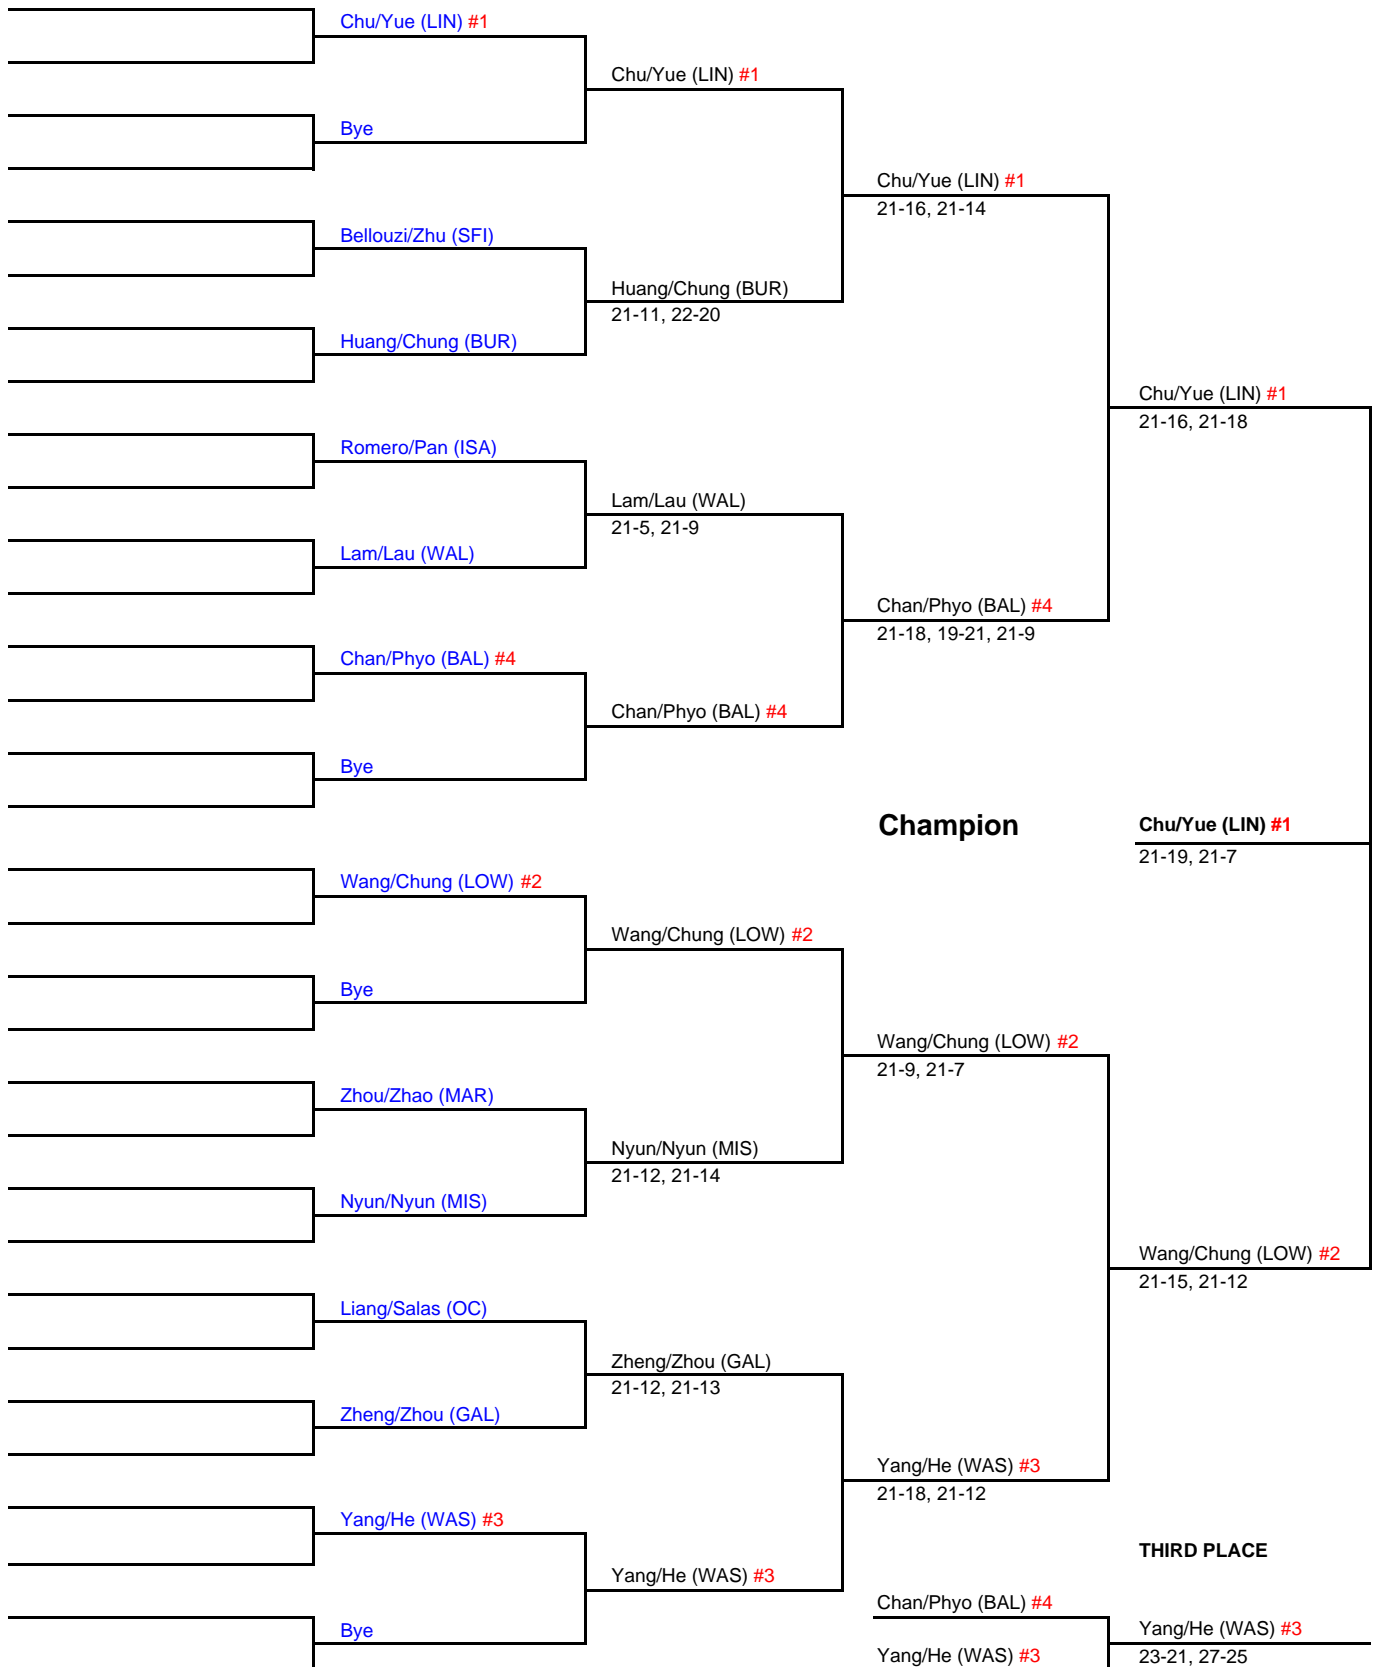 Chu/Yue (LIN) #1
Chu/Yue (LIN) #1
Bye
Chu/Yue (LIN) #1
21-16, 21-14
Bellouzi/Zhu (SFI)
Huang/Chung (BUR)
21-11, 22-20
Huang/Chung (BUR)
Chu/Yue (LIN) #1
21-16, 21-18
Romero/Pan (ISA)
Lam/Lau (WAL)
21-5, 21-9
Lam/Lau (WAL)
Chan/Phyo (BAL) #4
21-18, 19-21, 21-9
Chan/Phyo (BAL) #4
Chan/Phyo (BAL) #4
Bye
Champion
Chu/Yue (LIN) #1
21-19, 21-7
Wang/Chung (LOW) #2
Wang/Chung (LOW) #2
Bye
Wang/Chung (LOW) #2
21-9, 21-7
Zhou/Zhao (MAR)
Nyun/Nyun (MIS)
21-12, 21-14
Nyun/Nyun (MIS)
Wang/Chung (LOW) #2
21-15, 21-12
Liang/Salas (OC)
Zheng/Zhou (GAL)
21-12, 21-13
Zheng/Zhou (GAL)
Yang/He (WAS) #3
21-18, 21-12
Yang/He (WAS) #3
THIRD PLACE
Yang/He (WAS) #3
Chan/Phyo (BAL) #4
Bye
Yang/He (WAS) #3
Yang/He (WAS) #3
23-21, 27-25